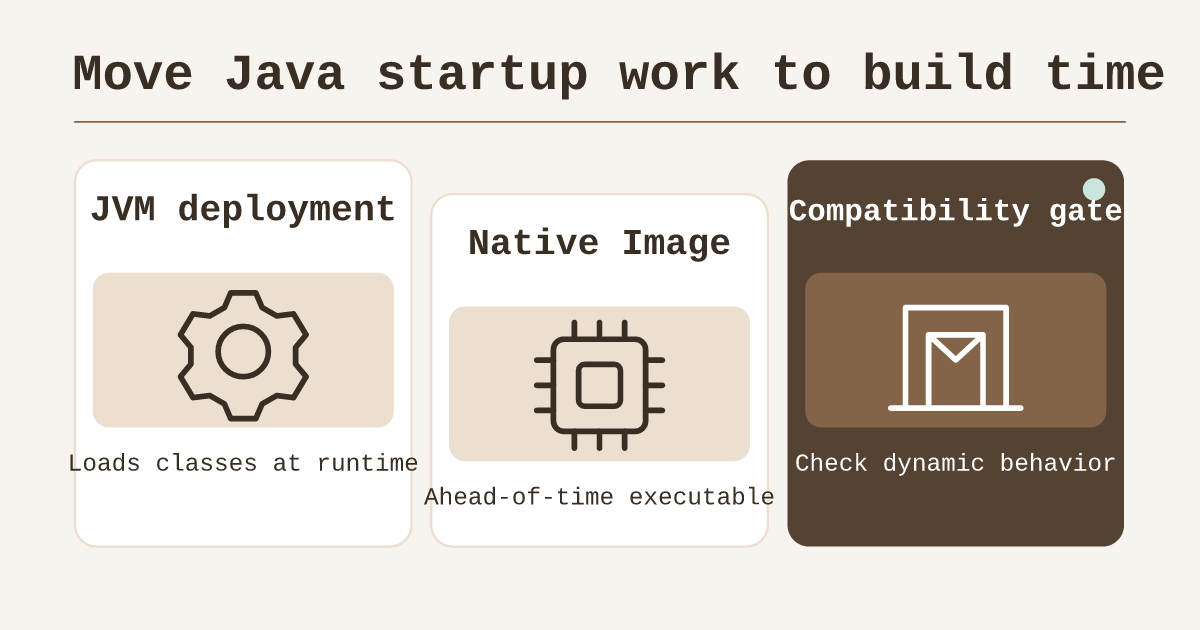 Move Java startup work to build time
JVM deployment
Loads classes at runtime
Native Image
Ahead-of-time executable
Compatibility gate
Check dynamic behavior